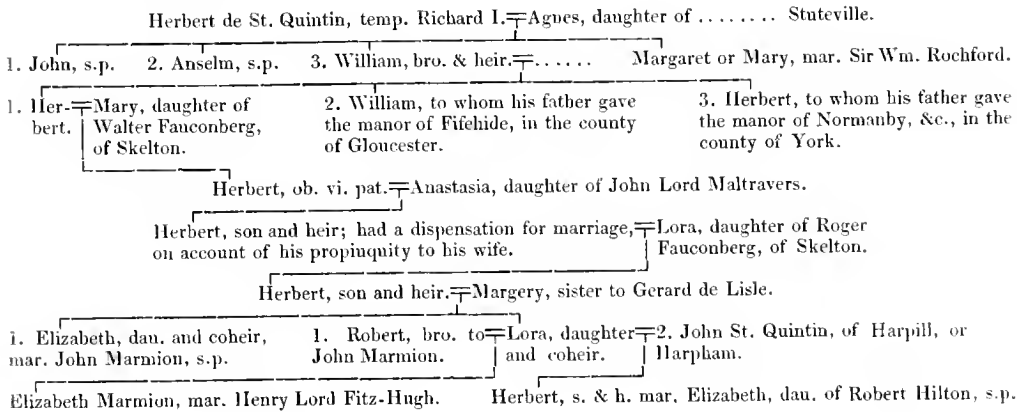 Herbert de St. Quintin, temp. Richard I.╤Agnes, daughter of ........ Stuteville.
1. John, s.p. 2. Anselm, s.p. 3. William, bro. & heir.╤...... Margaret or Mary, mar. Sir Wm. Rochford.
1. Her-╤Mary, daughter of
bert. Walter Fauconberg,
of Skelton.
2. William, to whom his father gave
the manor of Fifehide, in the county
of Gloucester.
3. Herbert, to whom his father gave
the manor of Normanby, &c., in the
county of York.
Herbert, ob. vi. pat.╤Anastasia, daughter of John Lord Maltravers.
Herbert, son and heir; had a dispensation for marriage,
on account of his propinquity to his wife.
╤Lora, daughter of Roger
Fauconberg, of Skelton.
Herbert, son and heir.╤Margery, sister to Gerard de Lisle.
1. Elizabeth, dau. and coheir,
mar. John Marmion, s.p.
1. Robert, bro. to
John Marmion.
╤Lora, daughter
and coheir.
╤2. John St. Quintin, of Harpill, or
Harpham.
Elizabeth Marmion, mar. Henry Lord Fitz-Hugh.
Herbert, s. & h. mar. Elizabeth, dau. of Robert Hilton, s.p.